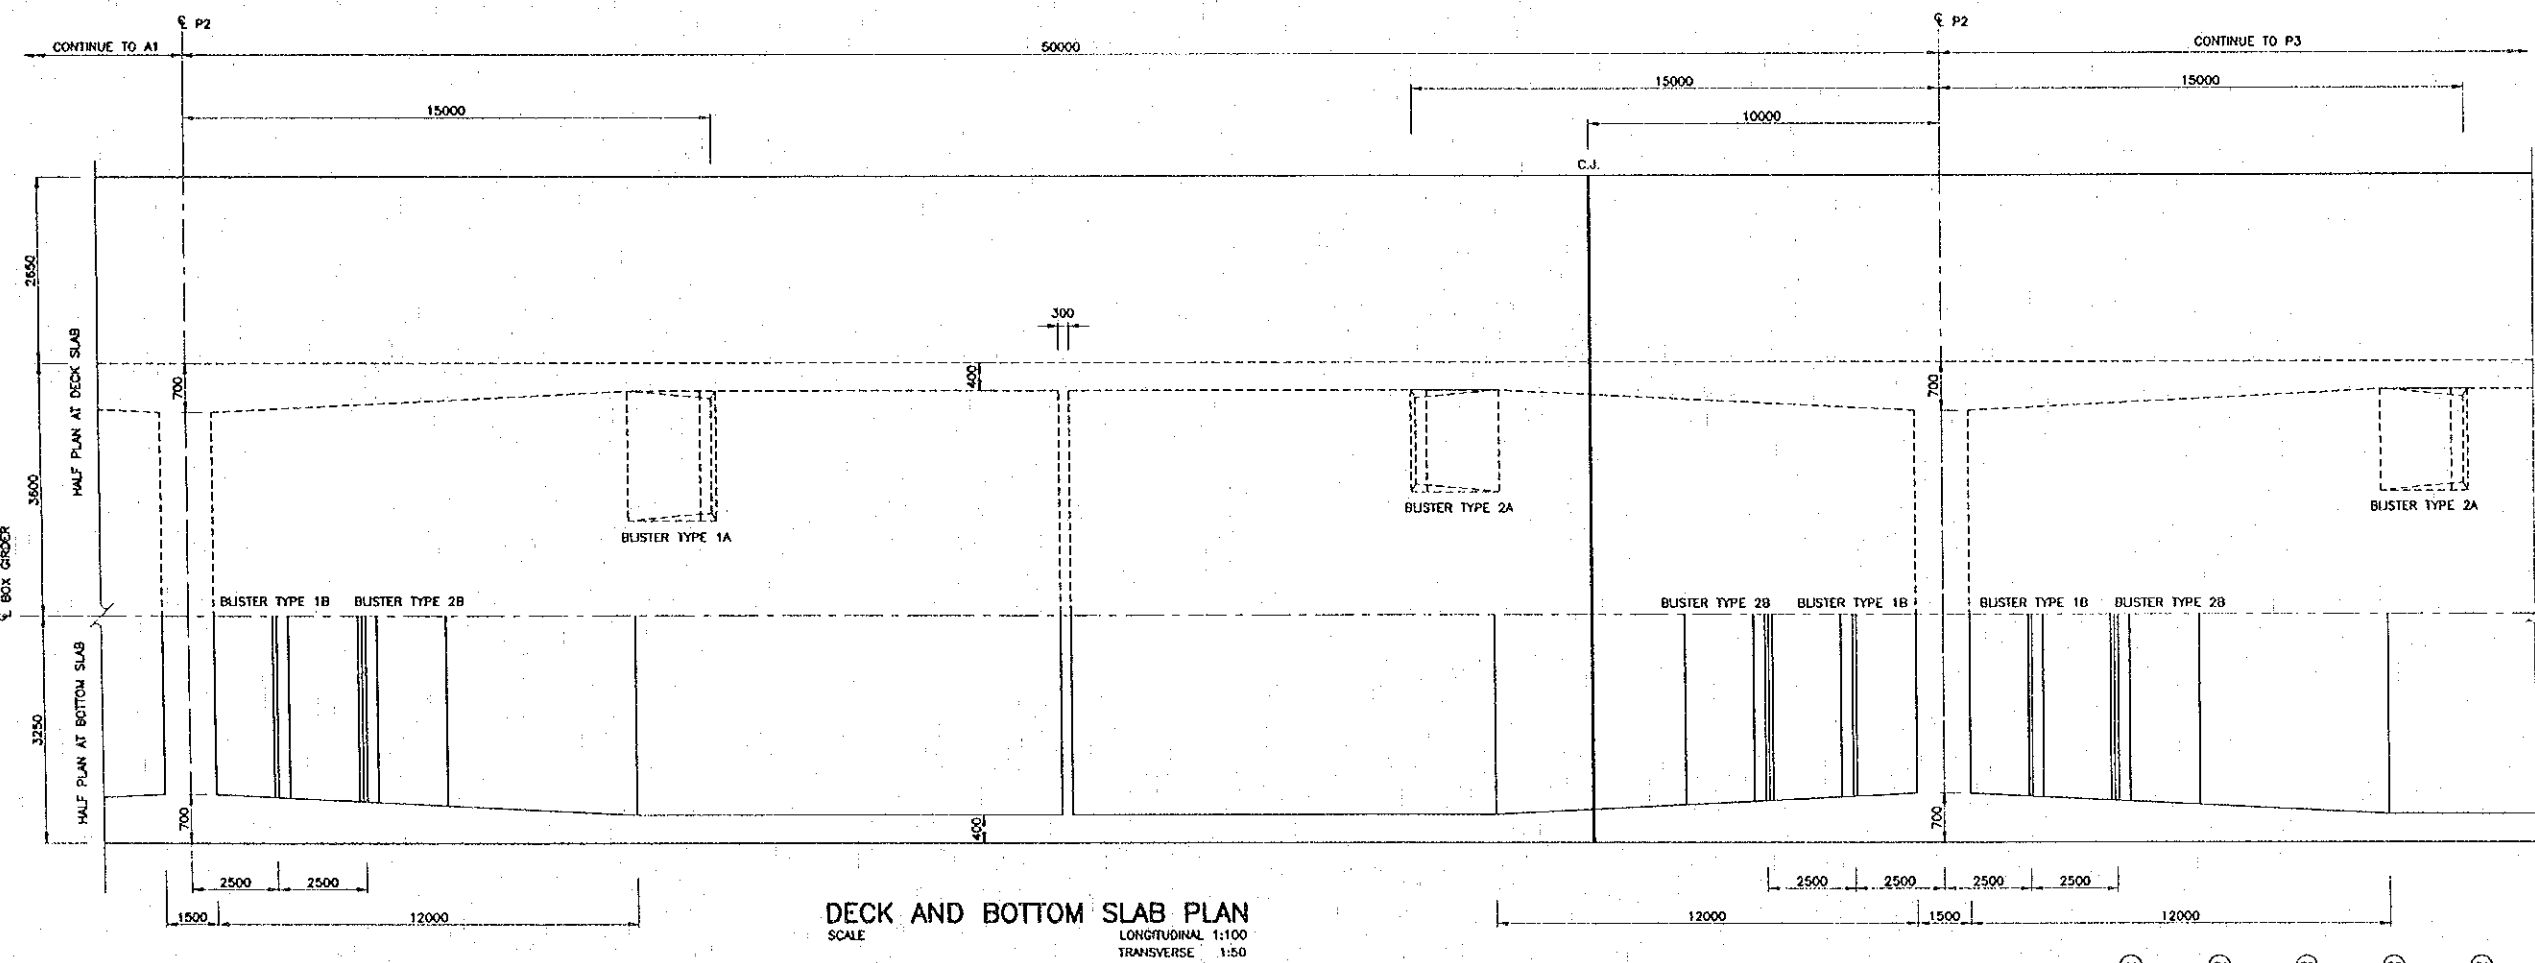 ℄ P2
℄ P2
CONTINUE TO A1
50000
CONTINUE TO P3
15000
15000
15000
10000
C.J.
2650
HALF PLAN AT DECK SLAB
300
700
400
700
3600
BLISTER TYPE 1A
BLISTER TYPE 2A
BLISTER TYPE 2A
℄ BOX GIRDER
BLISTER TYPE 1B
BLISTER TYPE 2B
BLISTER TYPE 2B
BLISTER TYPE 1B
BLISTER TYPE 1B
BLISTER TYPE 2B
3250
HALF PLAN AT BOTTOM SLAB
700
400
700
2500
2500
2500
2500
2500
2500
1500
12000
12000
1500
12000
DECK AND BOTTOM SLAB PLAN
SCALE
LONGITUDINAL 1:100
TRANSVERSE 1:50